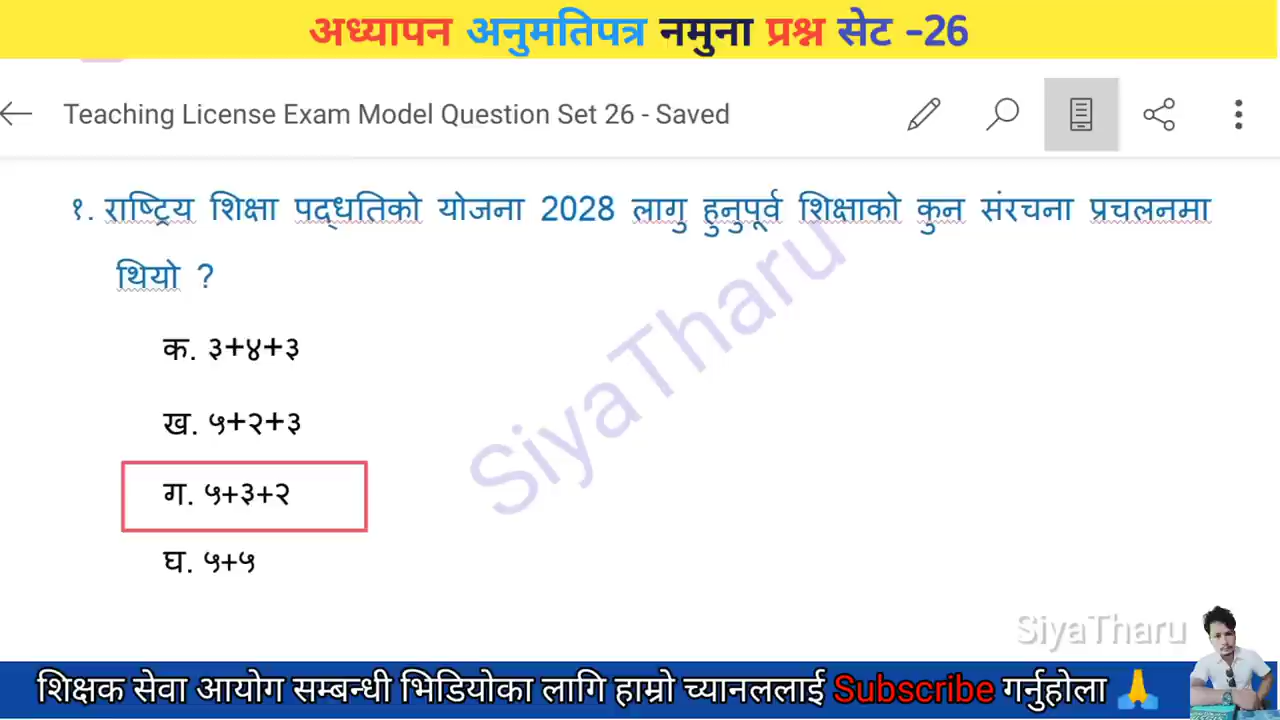 अध्यापन अनुमतिपत्र नमुना प्रश्न सेट -26
Teaching License Exam Model Question Set 26 - Saved
१. राष्ट्रिय शिक्षा पद्धतिको योजना 2028 लागु हुनुपूर्व शिक्षाको कुन संरचना प्रचलनमा
थियो ?
क. ३+४+३
ख. ५+२+३
ग. ५+३+२
घ. ५+५
SiyaTharu
SiyaTharu
शिक्षक सेवा आयोग सम्बन्धी भिडियोका लागि हाम्रो च्यानललाई Subscribe गर्नुहोला 🙏